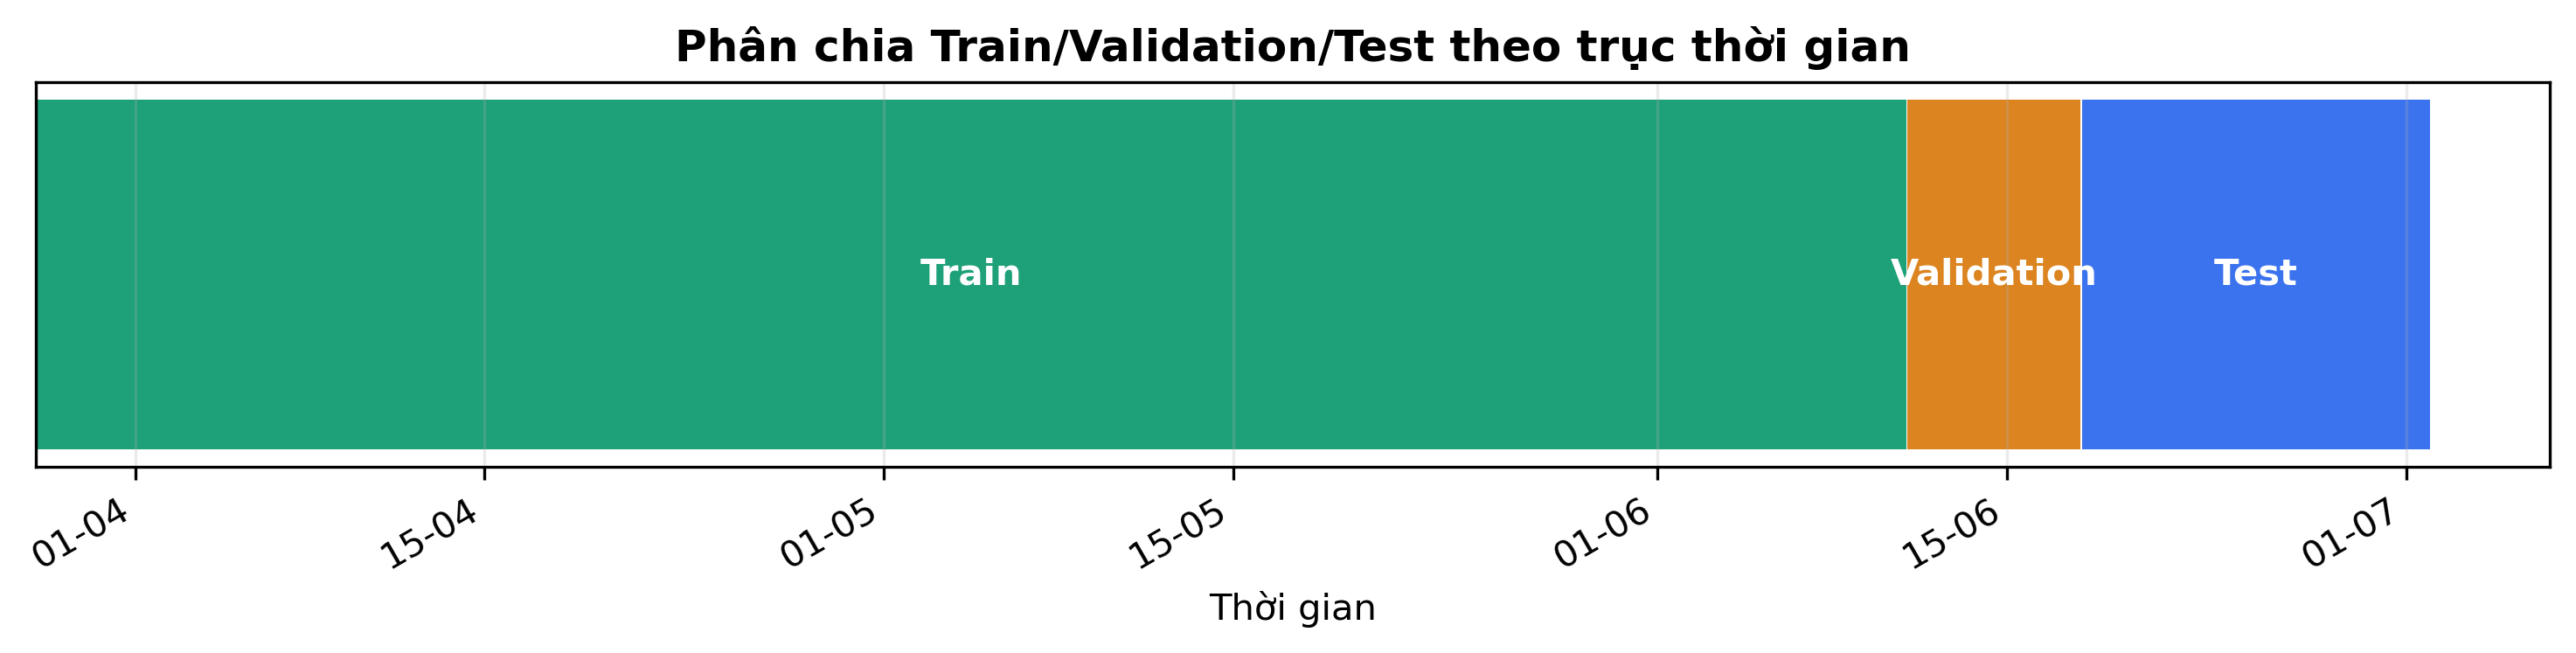 Phân chia Train/Validation/Test theo trục thời gian
Train
Validation
Test
01-04
15-04
01-05
15-05
01-06
15-06
01-07
Thời gian